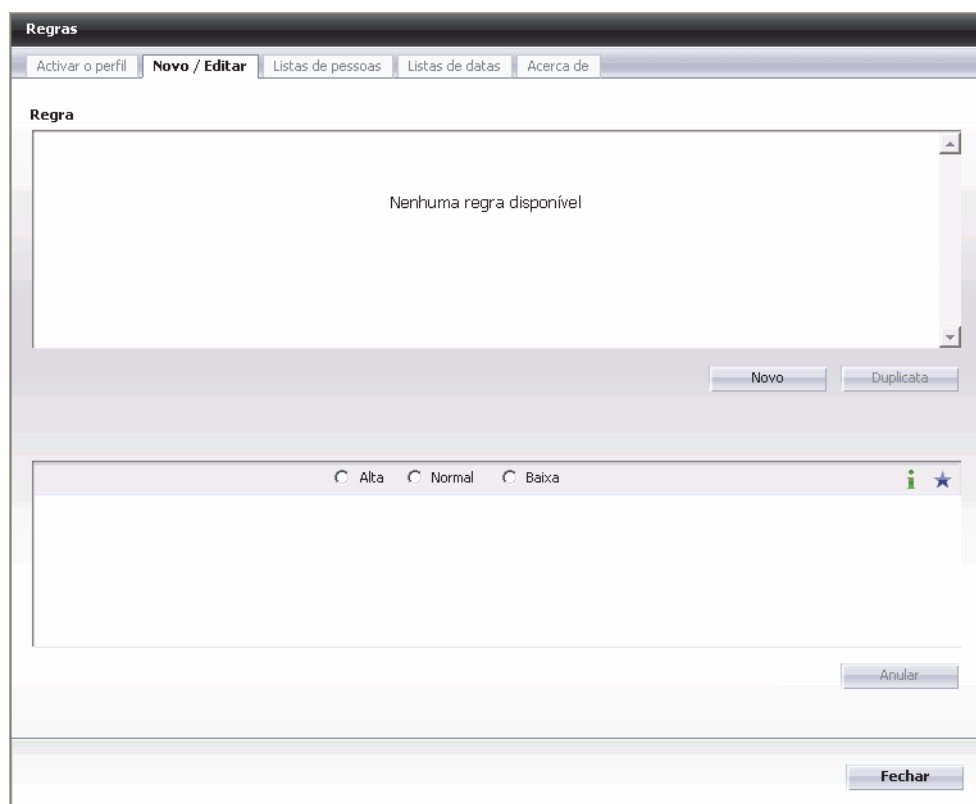 Regras
Activar o perfil Novo / Editar Listas de pessoas Listas de datas Acerca de
Regra
Nenhuma regra disponível
Novo Duplicata
Alta Normal Baixa
Anular
Fechar